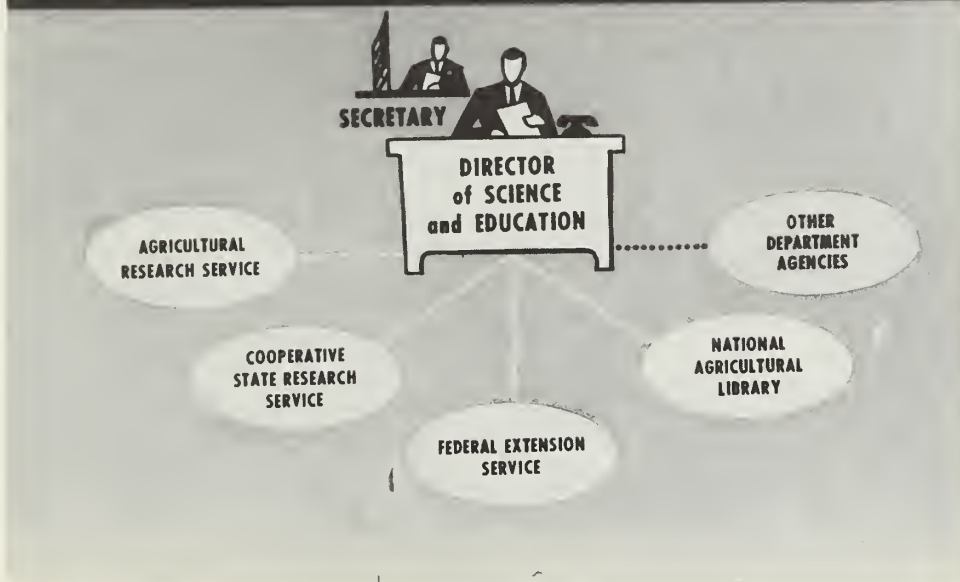 SECRETARY
DIRECTOR
of SCIENCE
and EDUCATION
AGRICULTURAL
RESEARCH SERVICE
OTHER
DEPARTMENT
AGENCIES
COOPERATIVE
STATE RESEARCH
SERVICE
NATIONAL
AGRICULTURAL
LIBRARY
FEDERAL EXTENSION
SERVICE